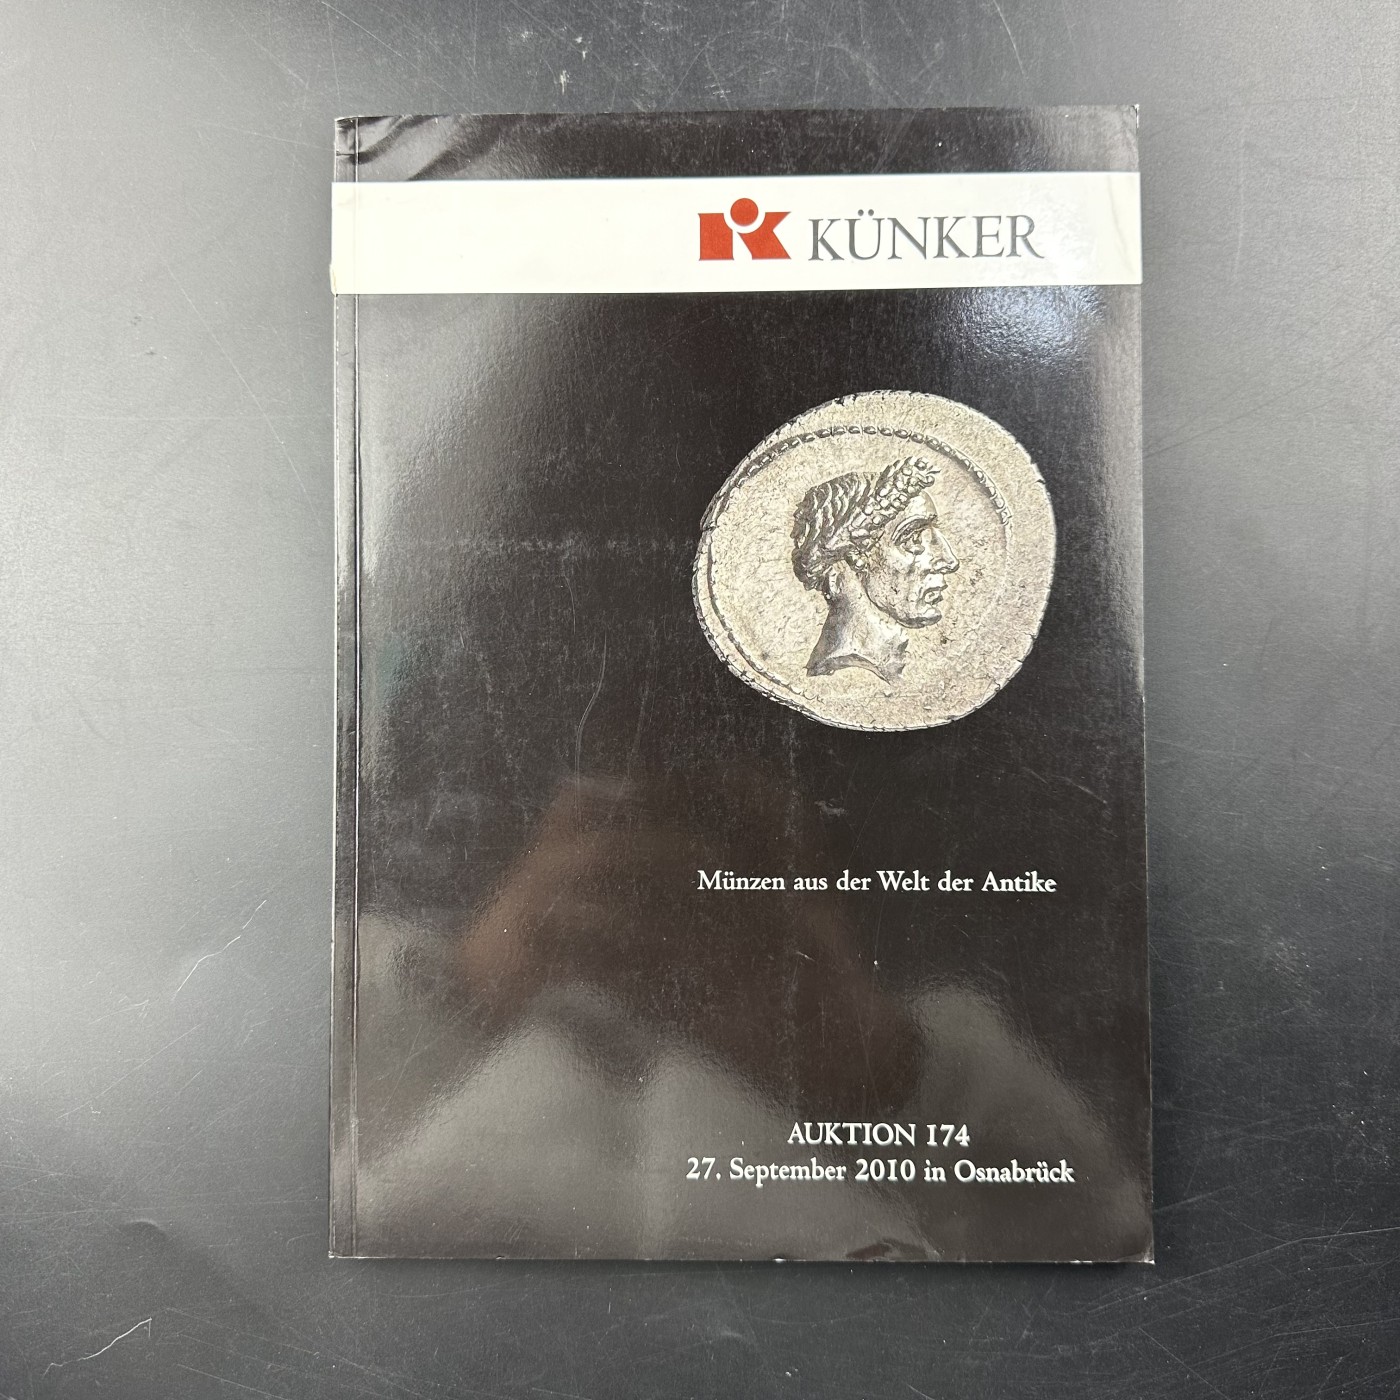 KÜNKER
Münzen aus der Welt der Antike
AUKTION 174
27. September 2010 in Osnabrück